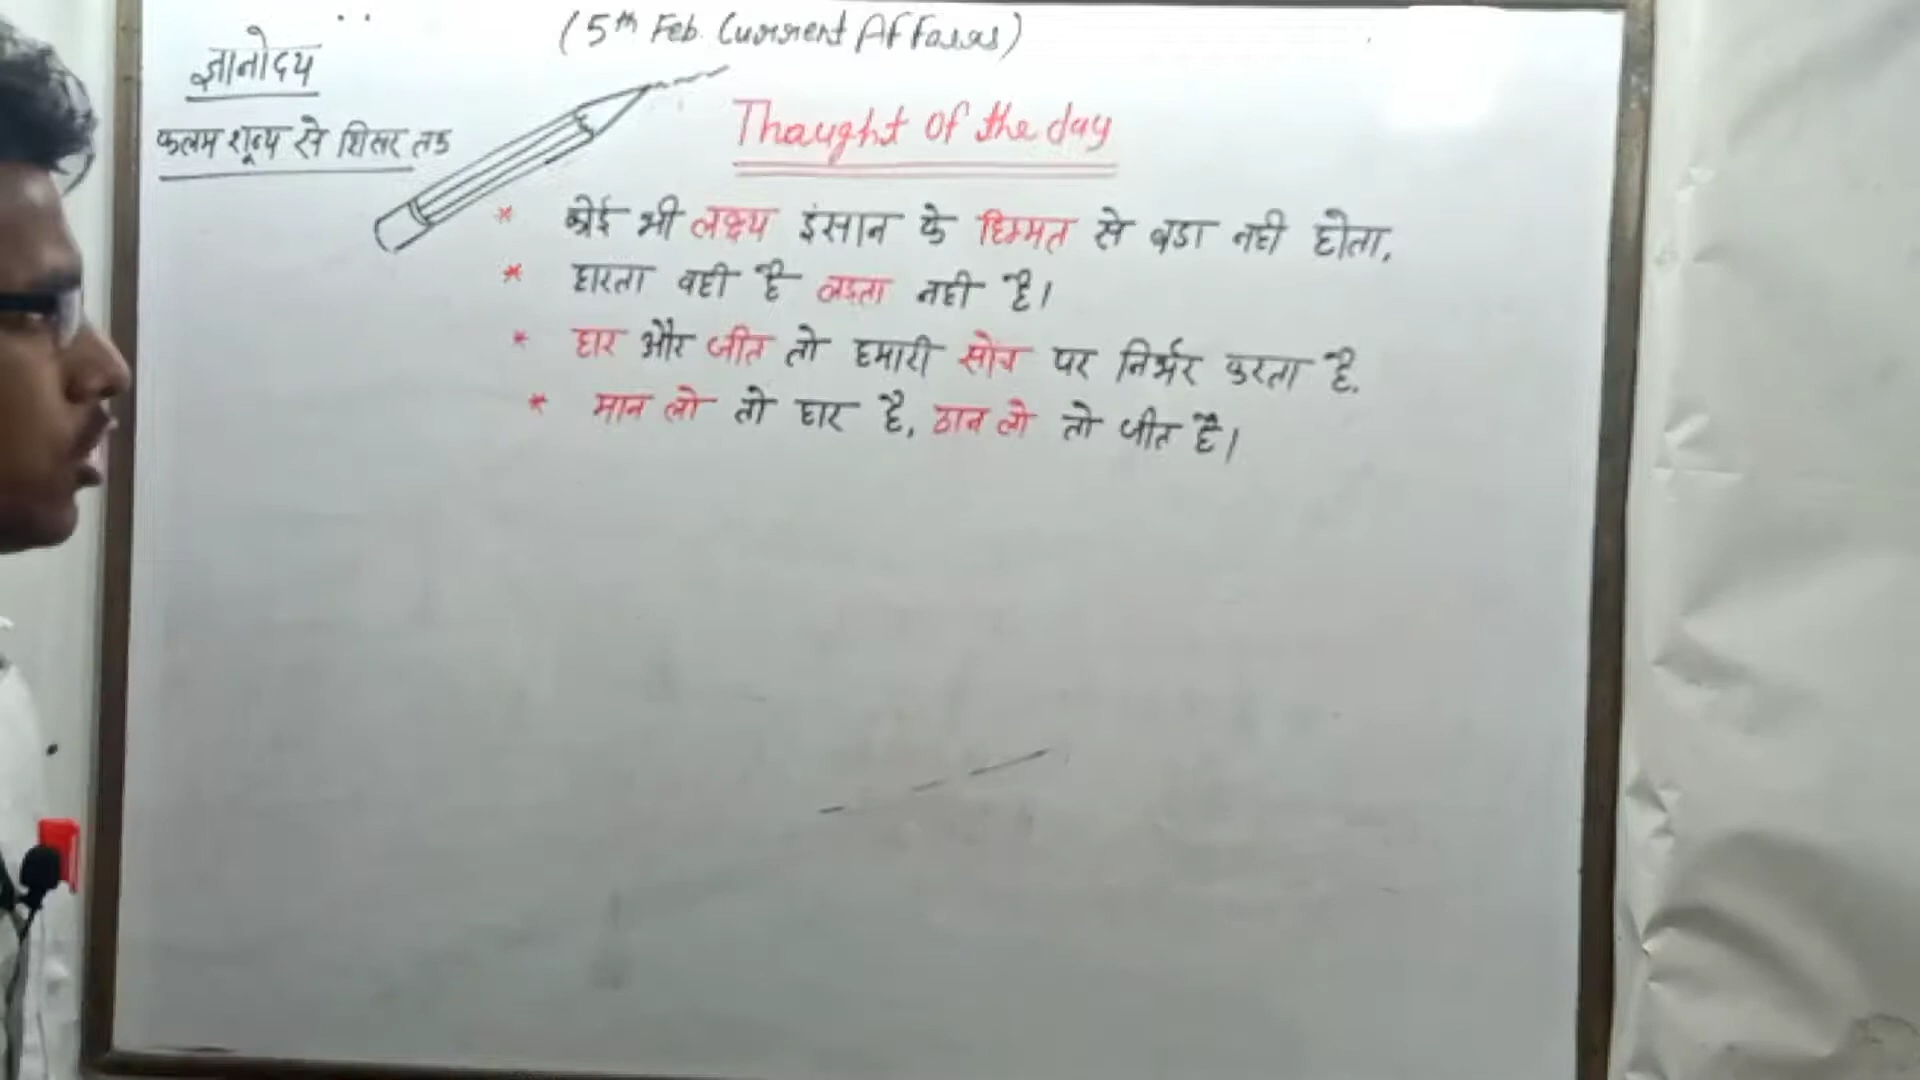 (5th Feb. Current Affairs)
ज्ञानोदय
कलम शून्य से शिखर तक
Thought of the day
* कोई भी लक्ष्य इंसान के हिम्मत से बडा नही होता,
* हारता वही है लडता नही है।
* हार और जीत तो हमारी सोच पर निर्भर करता है.
* मान लो तो हार है, ठान लो तो जीत है।